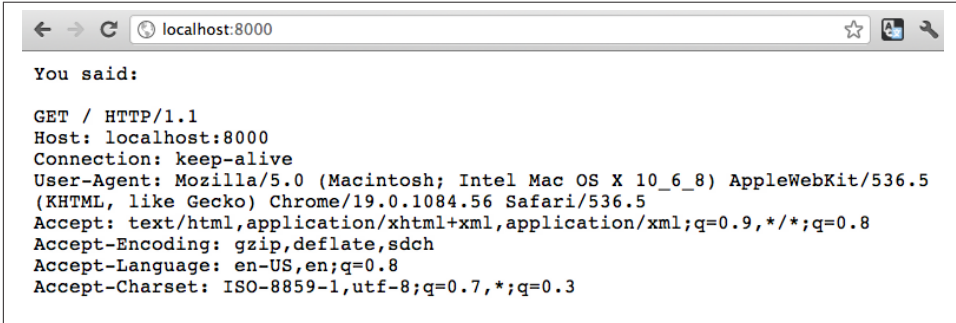 localhost:8000
You said:
GET / HTTP/1.1
Host: localhost:8000
Connection: keep-alive
User-Agent: Mozilla/5.0 (Macintosh; Intel Mac OS X 10_6_8) AppleWebKit/536.5
(KHTML, like Gecko) Chrome/19.0.1084.56 Safari/536.5
Accept: text/html,application/xhtml+xml,application/xml;q=0.9,*/*;q=0.8
Accept-Encoding: gzip,deflate,sdch
Accept-Language: en-US,en;q=0.8
Accept-Charset: ISO-8859-1,utf-8;q=0.7,*;q=0.3